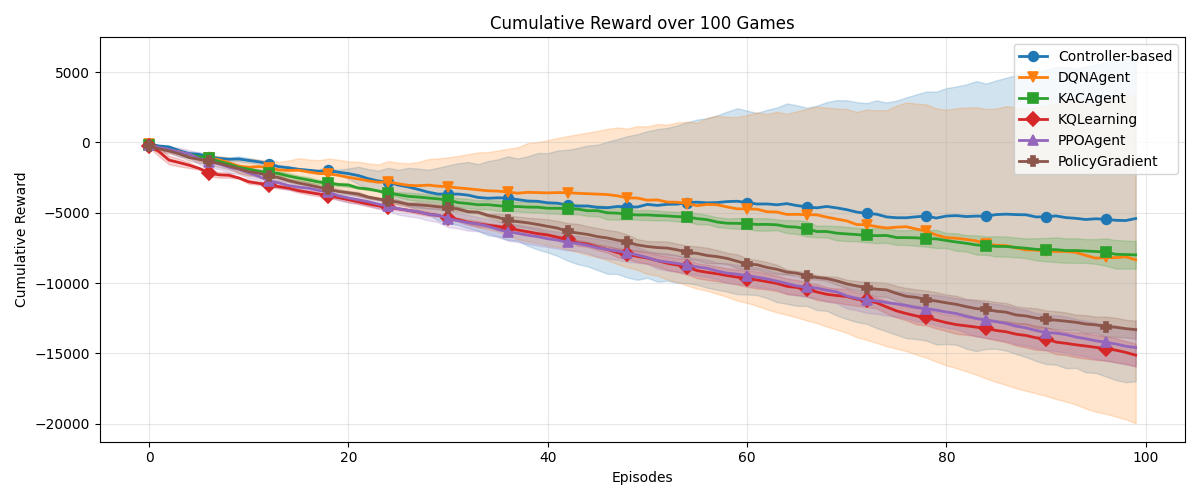 Cumulative Reward over 100 Games
Cumulative Reward
5000
0
−5000
−10000
−15000
−20000
0
20
40
60
80
100
Episodes
Controller-based
DQNAgent
KACAgent
KQLearning
PPOAgent
PolicyGradient